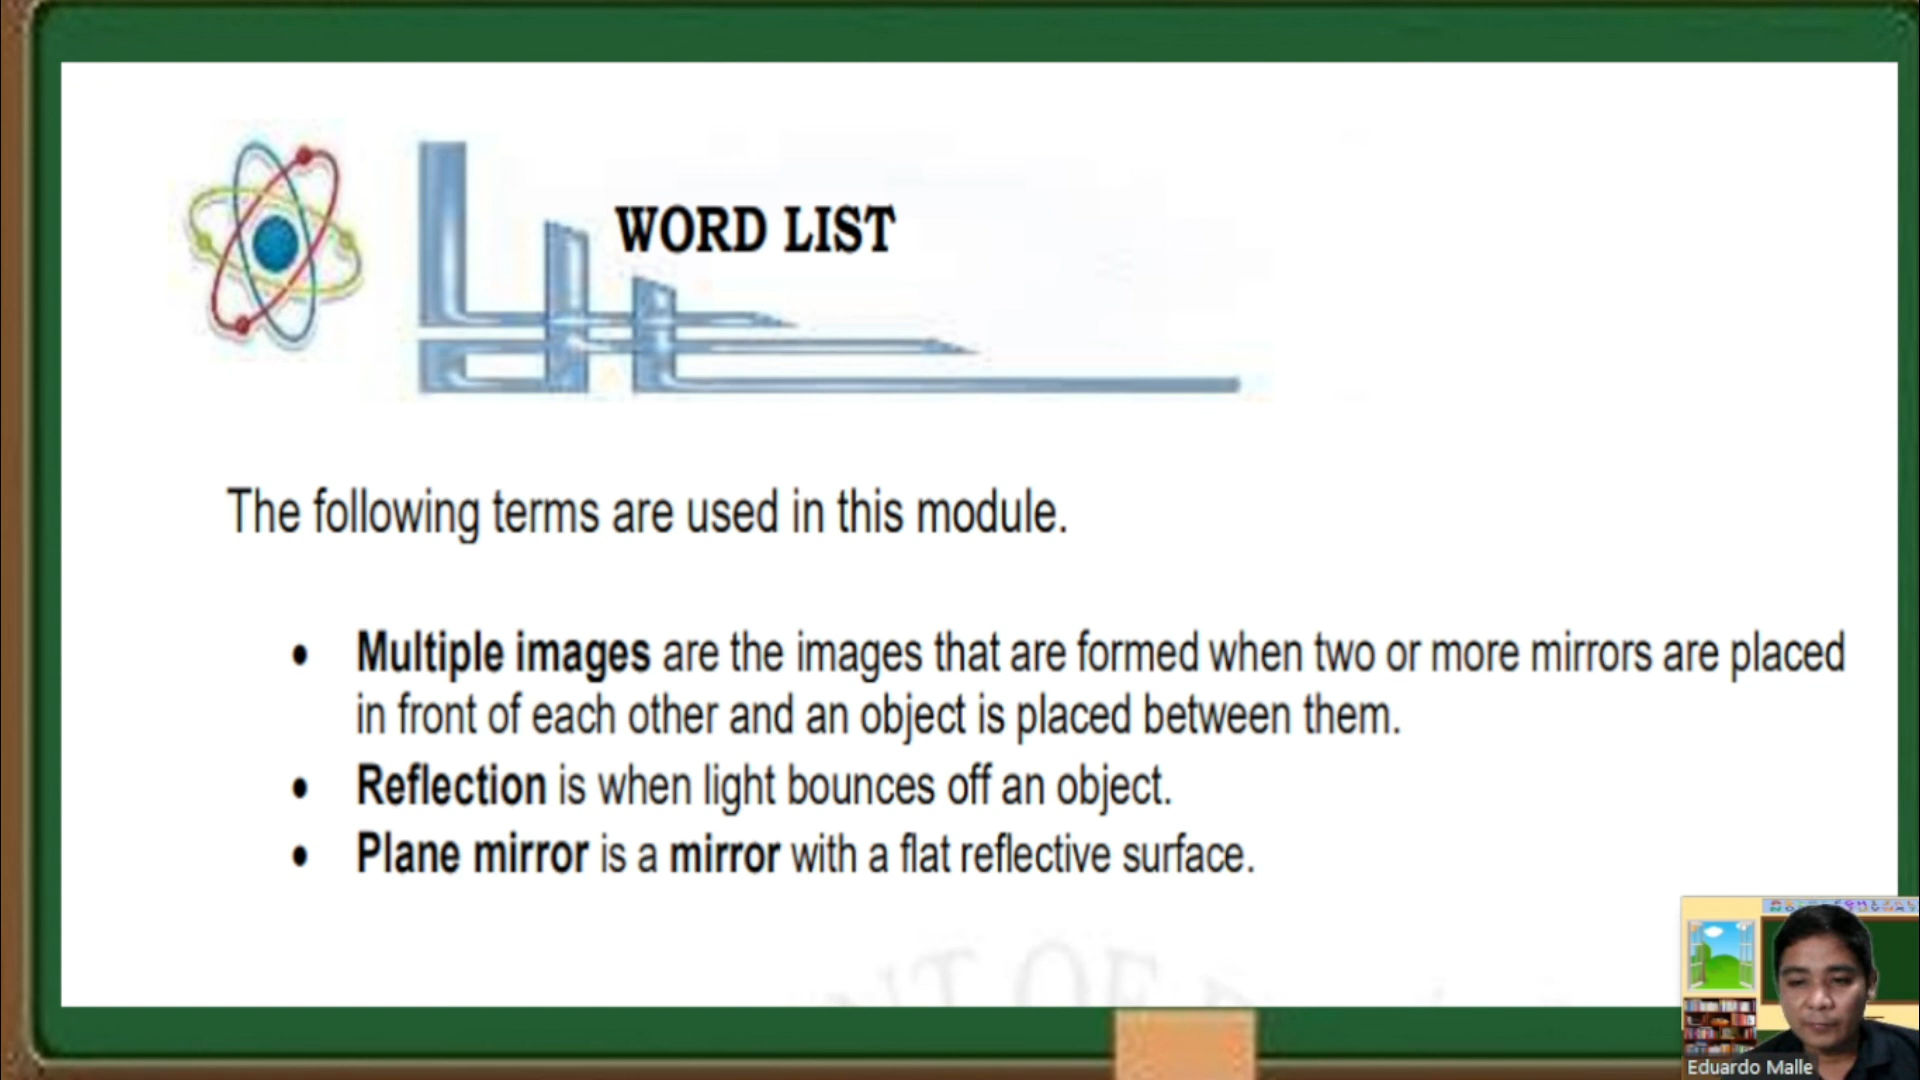 WORD LIST
The following terms are used in this module.
• Multiple images are the images that are formed when two or more mirrors are placed
in front of each other and an object is placed between them.
• Reflection is when light bounces off an object.
• Plane mirror is a mirror with a flat reflective surface.
Eduardo Malle